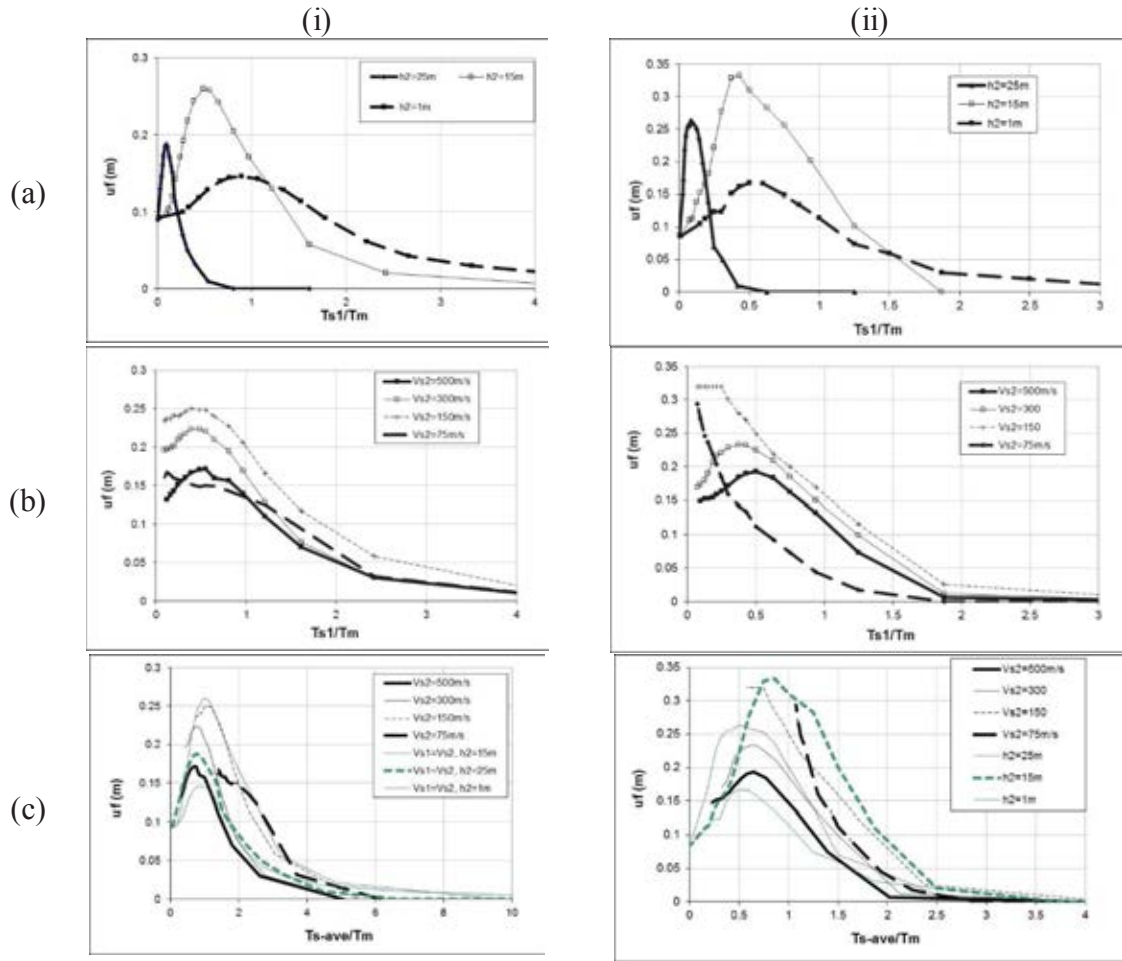 (i)
(ii)
(a)
0.3
0.2
0.1
0
uf (m)
0 1 2 3 4
Ts1/Tm
h2=25m h2=15m
h2=1m
0.35
0.3
0.25
0.2
0.15
0.1
0.05
0
uf (m)
0 0.5 1 1.5 2 2.5 3
Ts1/Tm
h2=25m
h2=15m
h2=1m
(b)
0.3
0.25
0.2
0.15
0.1
0.05
0
uf (m)
0 1 2 3 4
Ts1/Tm
Vs2=500m/s
Vs2=300m/s
Vs2=150m/s
Vs2=75m/s
0.35
0.3
0.25
0.2
0.15
0.1
0.05
0
uf (m)
0 0.5 1 1.5 2 2.5 3
Ts1/Tm
Vs2=500m/s
Vs2=300
Vs2=150
Vs2=75m/s
(c)
0.3
0.25
0.2
0.15
0.1
0.05
0
uf (m)
0 2 4 6 8 10
Ts-ave/Tm
Vs2=500m/s
Vs2=300m/s
Vs2=150m/s
Vs2=75m/s
Vs1=Vs2, h2=15m
Vs1=Vs2, h2=25m
Vs1=Vs2, h2=1m
0.35
0.3
0.25
0.2
0.15
0.1
0.05
0
uf (m)
0 0.5 1 1.5 2 2.5 3 3.5 4
Ts-ave/Tm
Vs2=500m/s
Vs2=300
Vs2=150
Vs2=75m/s
h2=25m
h2=15m
h2=1m